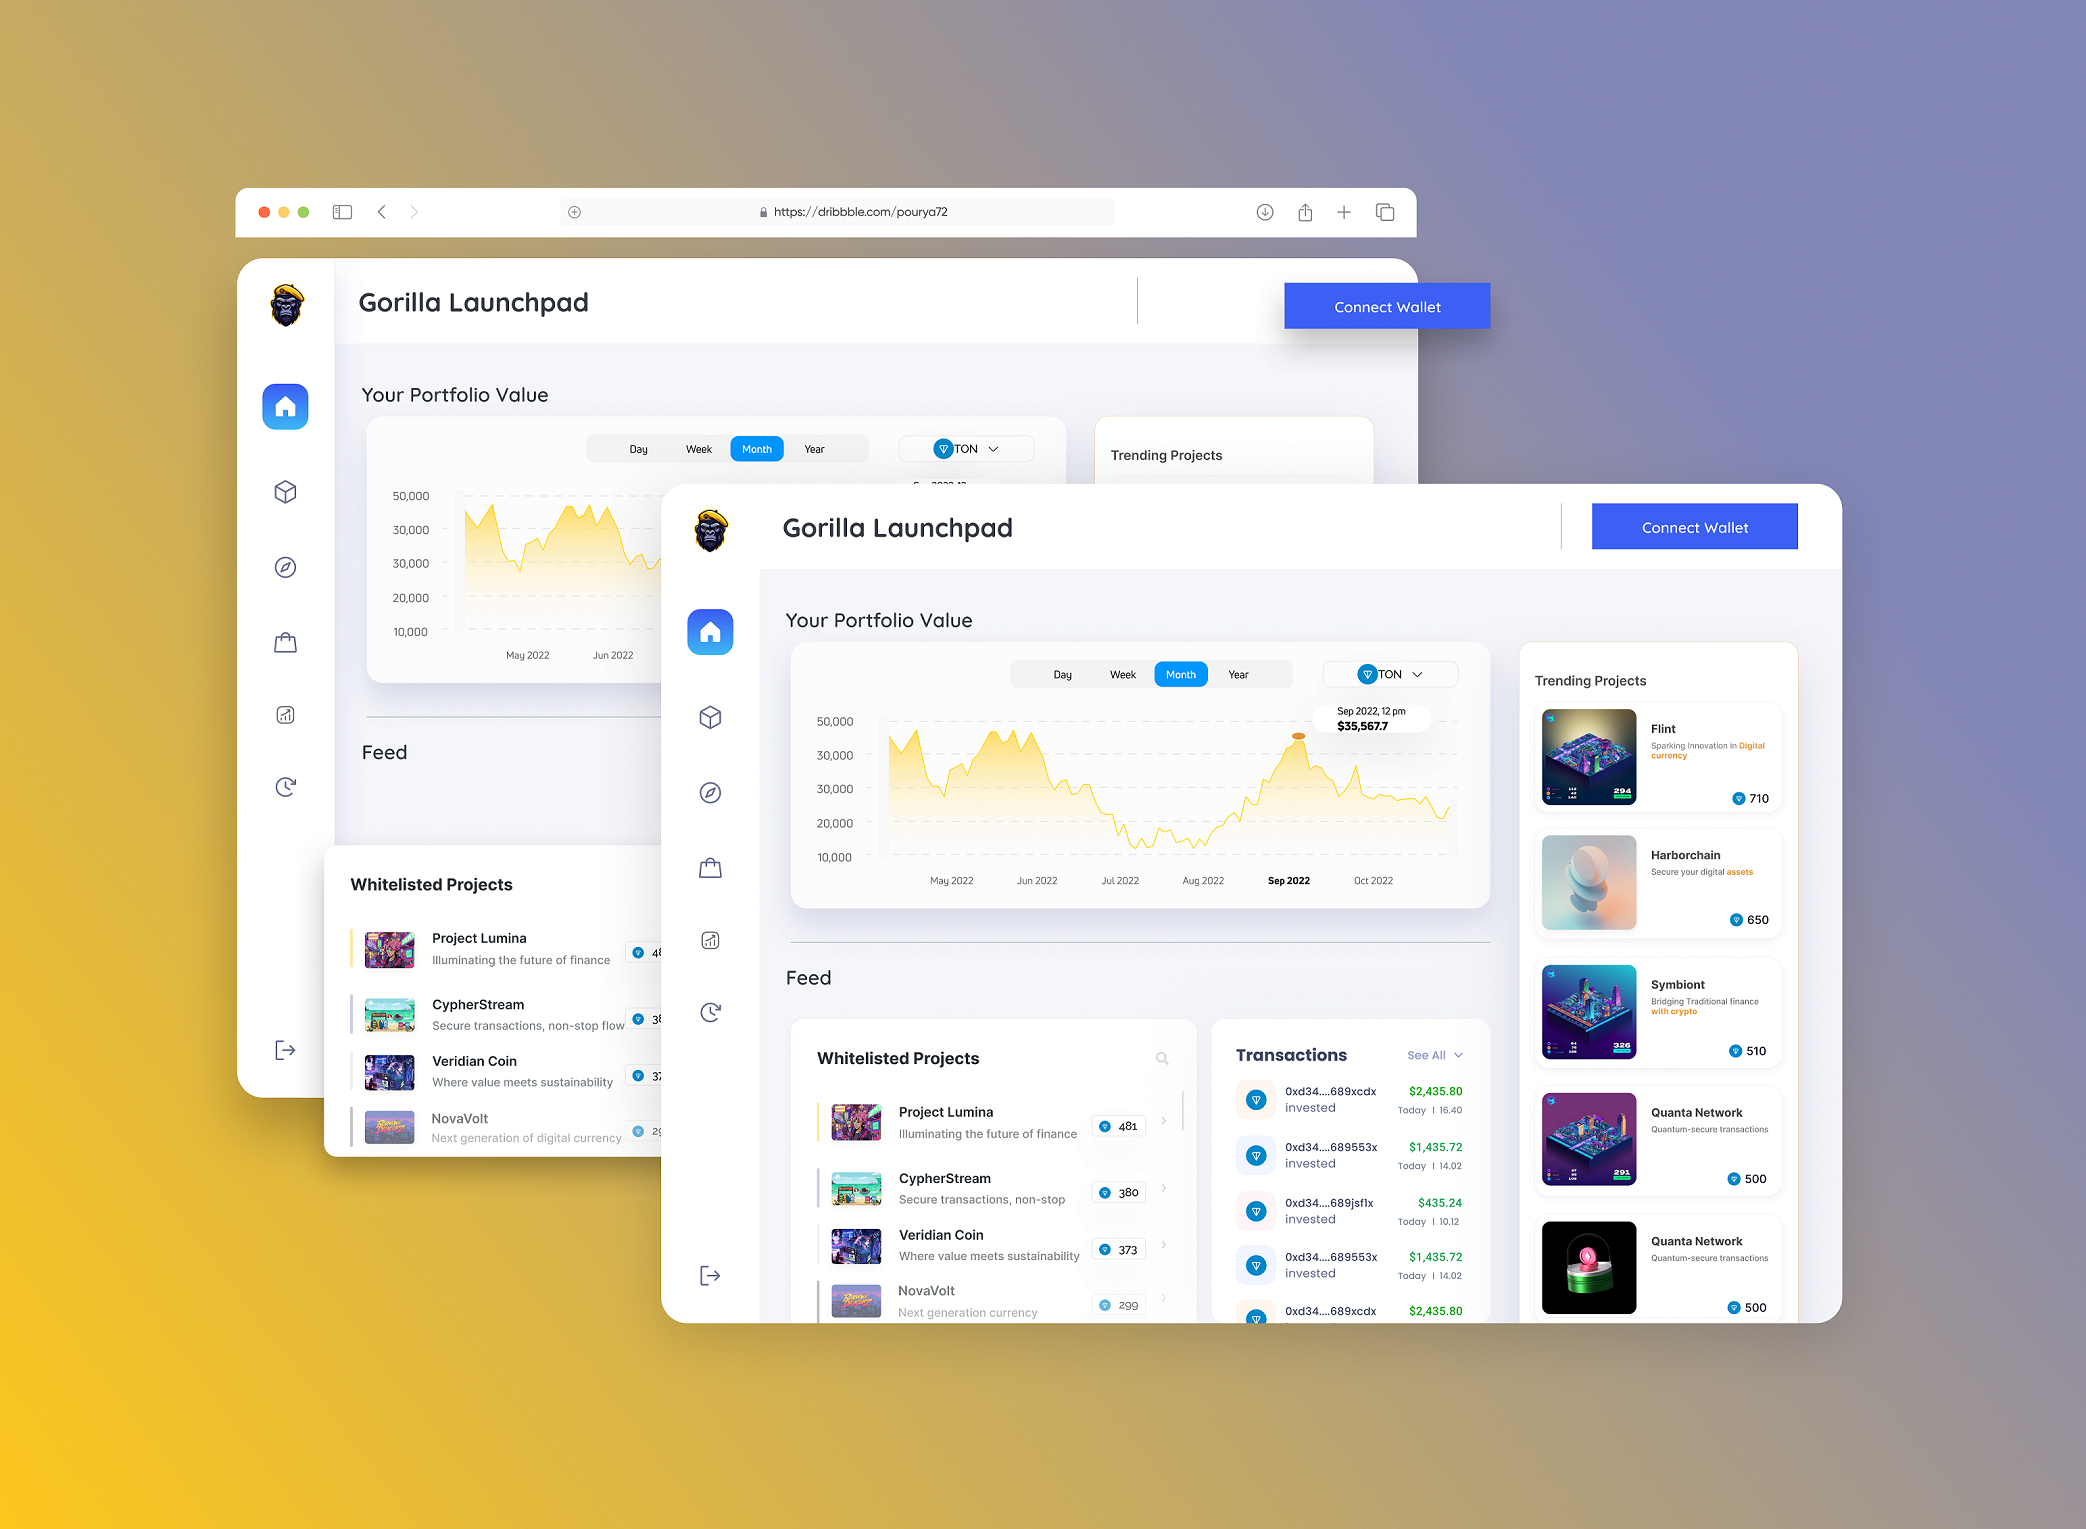 https://dribbble.com/pourya72
Gorilla Launchpad
Connect Wallet
Your Portfolio Value
Day Week Month Year
TON
50,000
30,000
30,000
20,000
10,000
May 2022 Jun 2022
Trending Projects
Feed
Whitelisted Projects
Project Lumina
Illuminating the future of finance
CypherStream
Secure transactions, non-stop flow
Veridian Coin
Where value meets sustainability
NovaVolt
Next generation of digital currency
Gorilla Launchpad
Connect Wallet
Your Portfolio Value
Day Week Month Year
TON
Sep 2022, 12 pm
$35,567.7
50,000
30,000
30,000
20,000
10,000
May 2022 Jun 2022 Jul 2022 Aug 2022 Sep 2022 Oct 2022
Feed
Whitelisted Projects
Project Lumina
Illuminating the future of finance
481
CypherStream
Secure transactions, non-stop
380
Veridian Coin
Where value meets sustainability
373
NovaVolt
Next generation currency
299
Transactions
See All
0xd34....689xcdx $2,435.80
invested Today | 16.40
0xd34....689553x $1,435.72
invested Today | 14.02
0xd34....689jsf1x $435.24
invested Today | 10.12
0xd34....689553x $1,435.72
invested Today | 14.02
0xd34....689xcdx $2,435.80
Trending Projects
Flint
Sparking Innovation in Digital
currency
294
710
Harborchain
Secure your digital assets
650
Symbiont
Bridging Traditional finance
with crypto
326
510
Quanta Network
Quantum-secure transactions
291
500
Quanta Network
Quantum-secure transactions
500